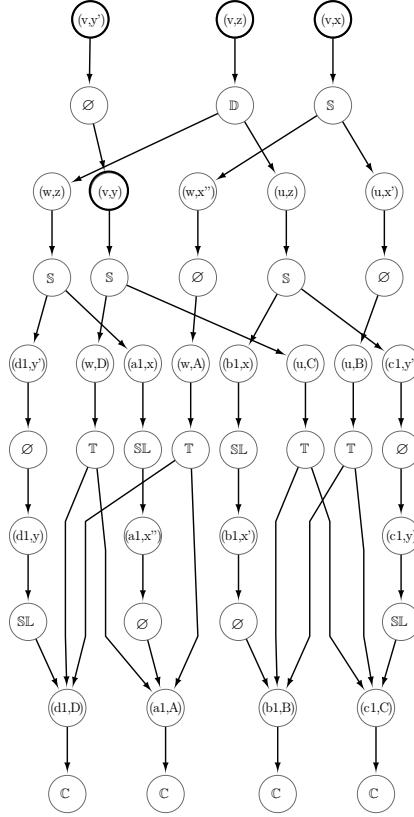 (v,y') (v,z) (v,x)
∅ 𝔻 𝕊
(w,z) (v,y) (w,x'') (u,z) (u,x')
𝕊 𝕊 ∅ 𝕊 ∅
(d1,y') (w,D) (a1,x) (w,A) (b1,x) (u,C) (u,B) (c1,y')
∅ 𝕋 𝕊𝕃 𝕋 𝕊𝕃 𝕋 𝕋 ∅
(d1,y) (a1,x'') (b1,x') (c1,y)
𝕊𝕃 ∅ ∅ 𝕊𝕃
(d1,D) (a1,A) (b1,B) (c1,C)
ℂ ℂ ℂ ℂ